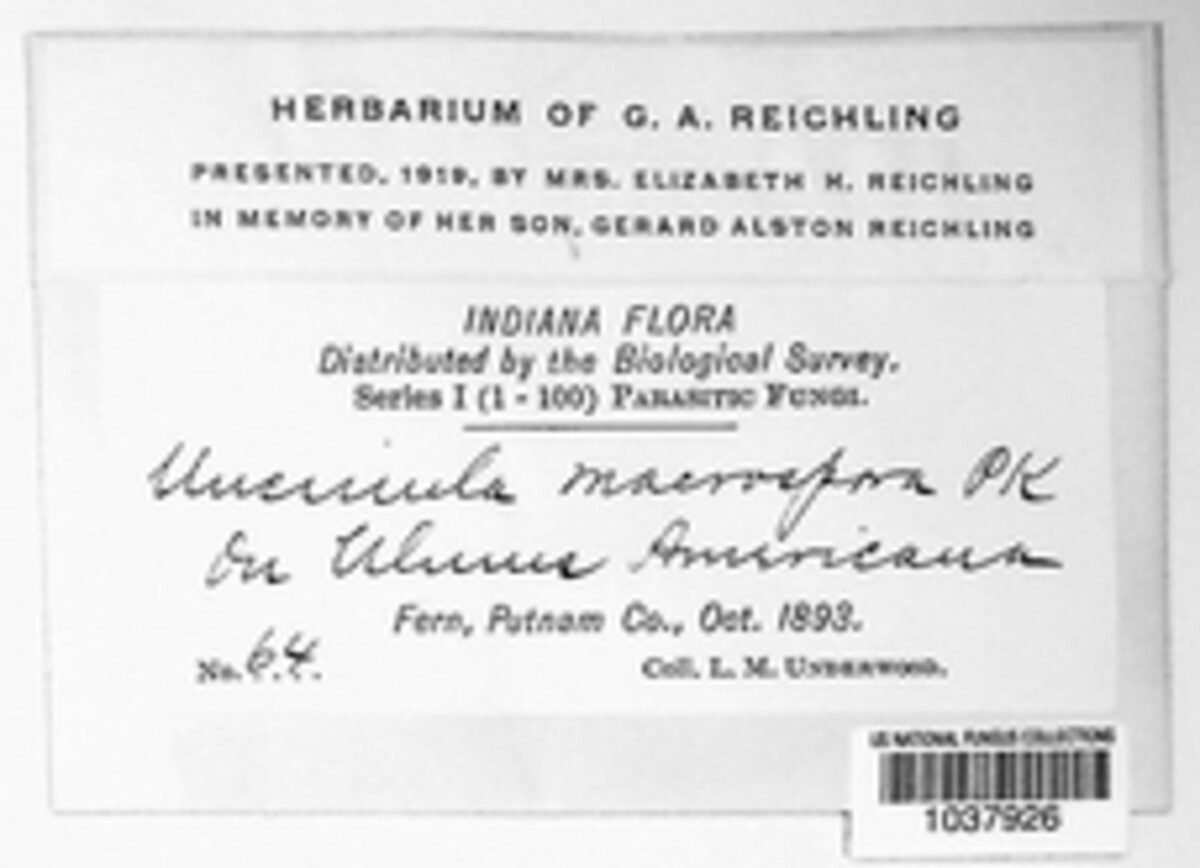 HERBARIUM OF G. A. REICHLING
PRESENTED, 1919, BY MRS. ELIZABETH H. REICHLING
IN MEMORY OF HER SON, GERARD ALSTON REICHLING
INDIANA FLORA
Distributed by the Biological Survey.
Series I (1 - 100) PARASITIC FUNGI.
Uncinula macrospora PK
On Ulmus Americana
Fern, Putnam Co., Oct. 1893.
No. 64. Coll. L. M. UNDERWOOD.
US NATIONAL FUNGUS COLLECTIONS
1037926